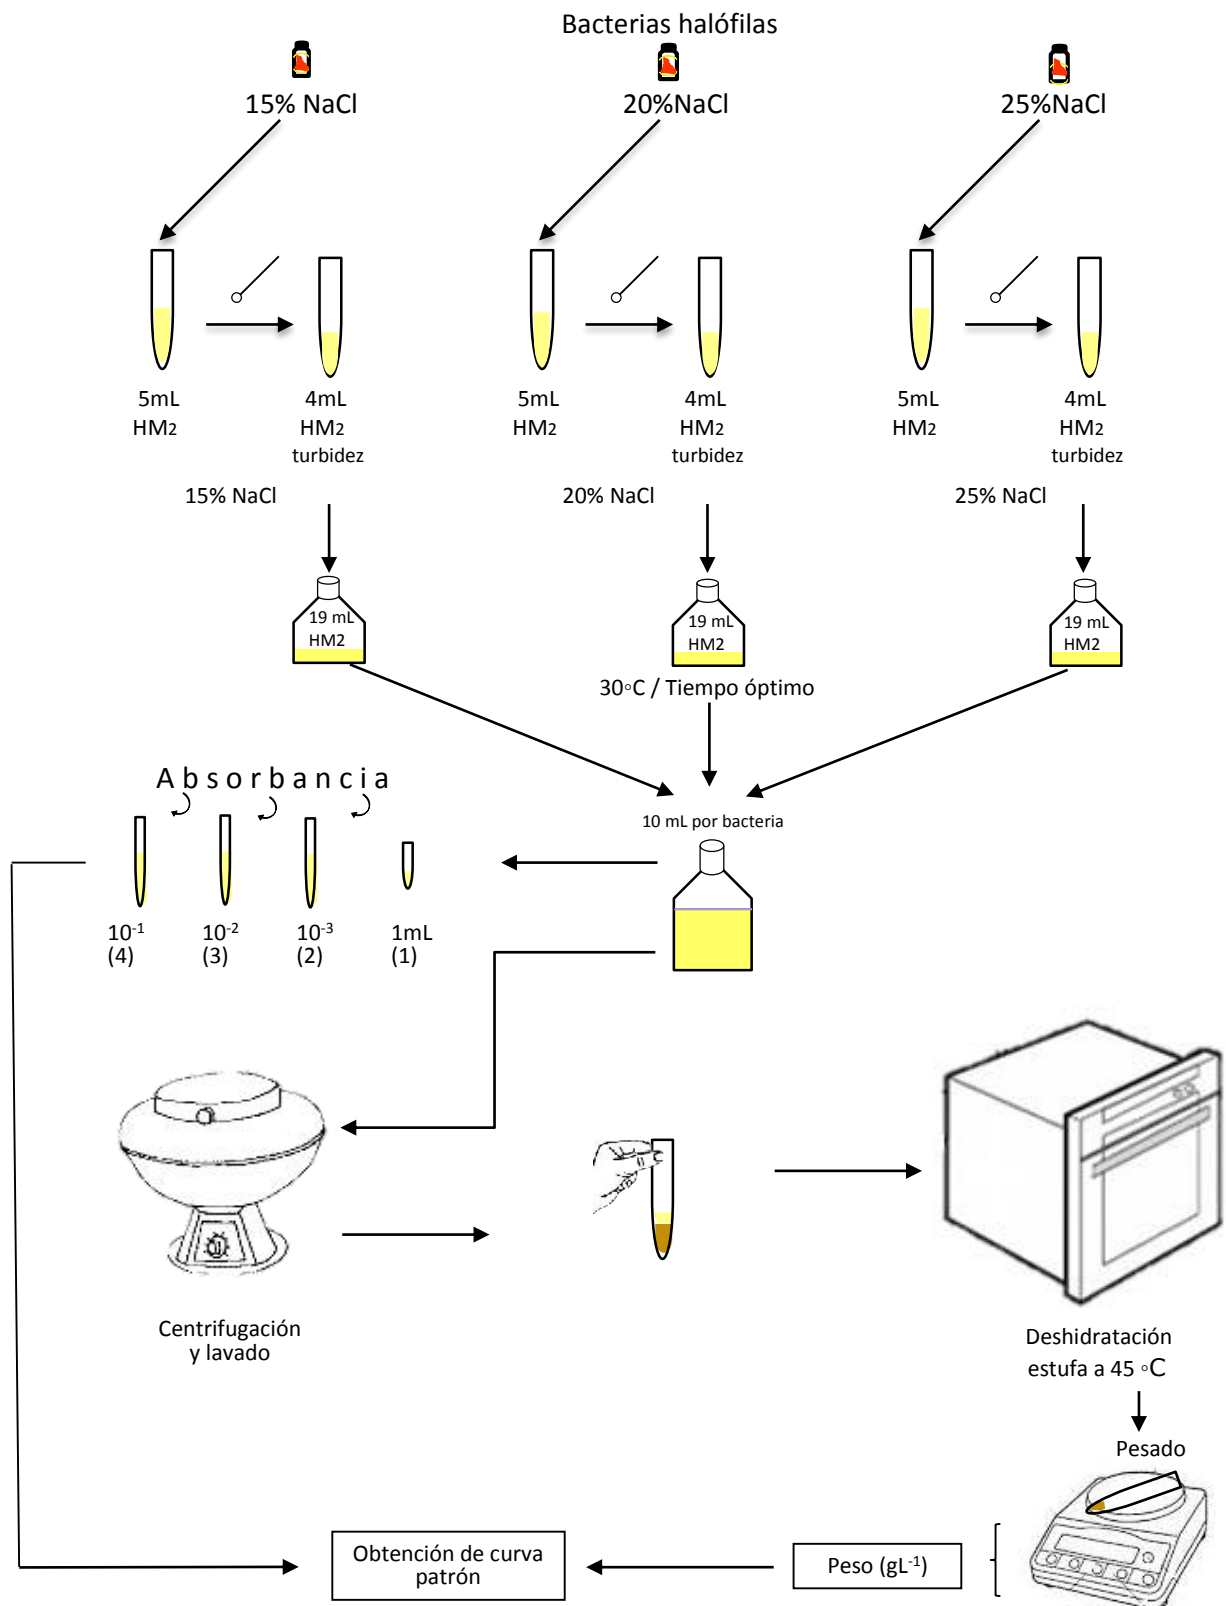 Bacterias halófilas
15% NaCl
20%NaCl
25%NaCl
5mL
HM2
4mL
HM2
turbidez
5mL
HM2
4mL
HM2
turbidez
5mL
HM2
4mL
HM2
turbidez
15% NaCl
20% NaCl
25% NaCl
19 mL
HM2
19 mL
HM2
19 mL
HM2
30◦C / Tiempo óptimo
Absorbancia
10 mL por bacteria
10⁻¹
(4)
10⁻²
(3)
10⁻³
(2)
1mL
(1)
Centrifugación
y lavado
Deshidratación
estufa a 45 ◦C
Pesado
Obtención de curva
patrón
Peso (gL⁻¹)